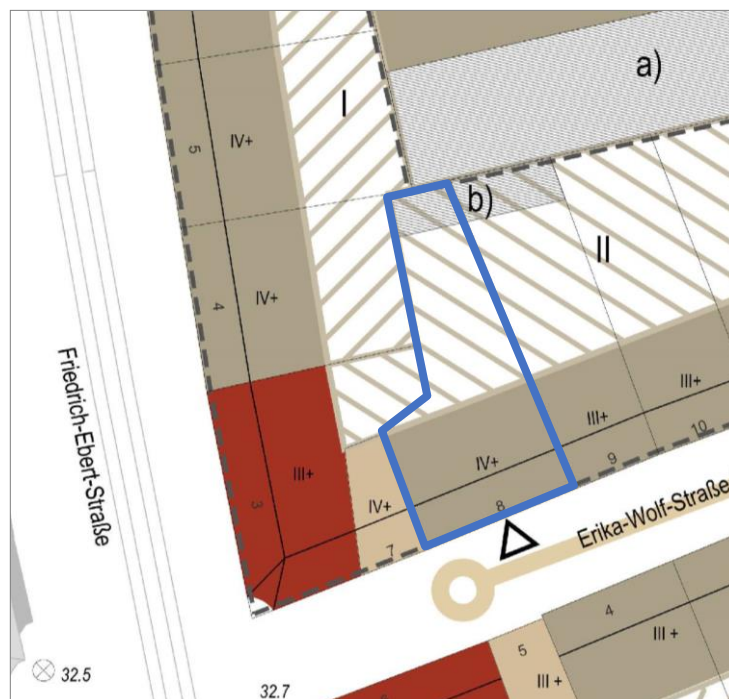 a)
I
IV+
5
b)
II
IV+
4
Friedrich-Ebert-Straße
III+
III+
10
III+
9
IV+
IV+
3
8
7
Erika-Wolf-Straße
4
III +
5
III +
32.5
32.7